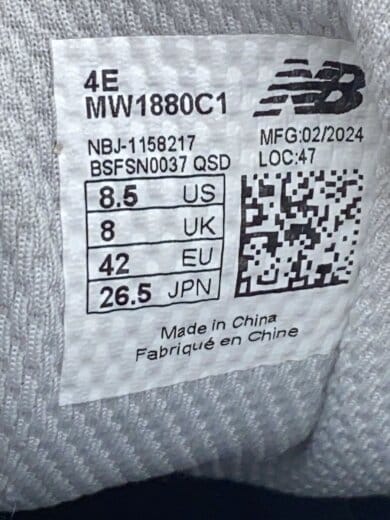 4E
MW1880C1
NB
NBJ-1158217
MFG:02/2024
BSFSN0037 QSD
LOC:47
8.5 US
8 UK
42 EU
26.5 JPN
Made in China
Fabriqué en Chine